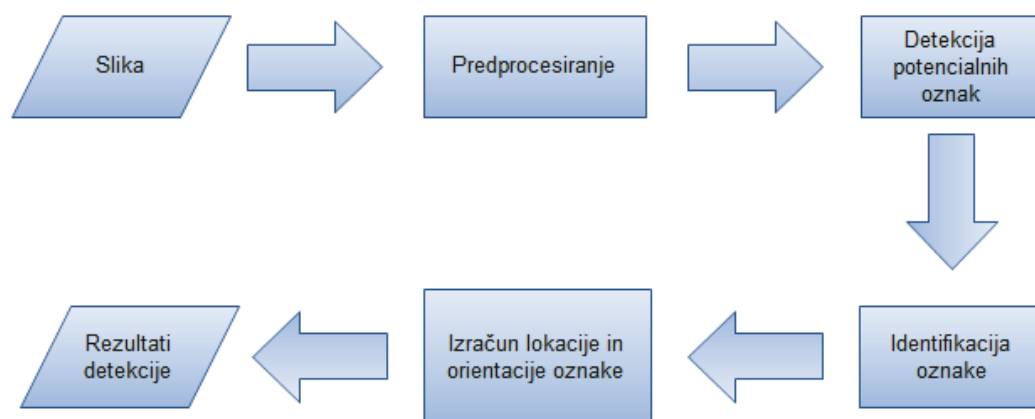 Slika
Predprocesiranje
Detekcija
potencialnih
oznak
Identifikacija
oznake
Izračun lokacije in
orientacije oznake
Rezultati
detekcije